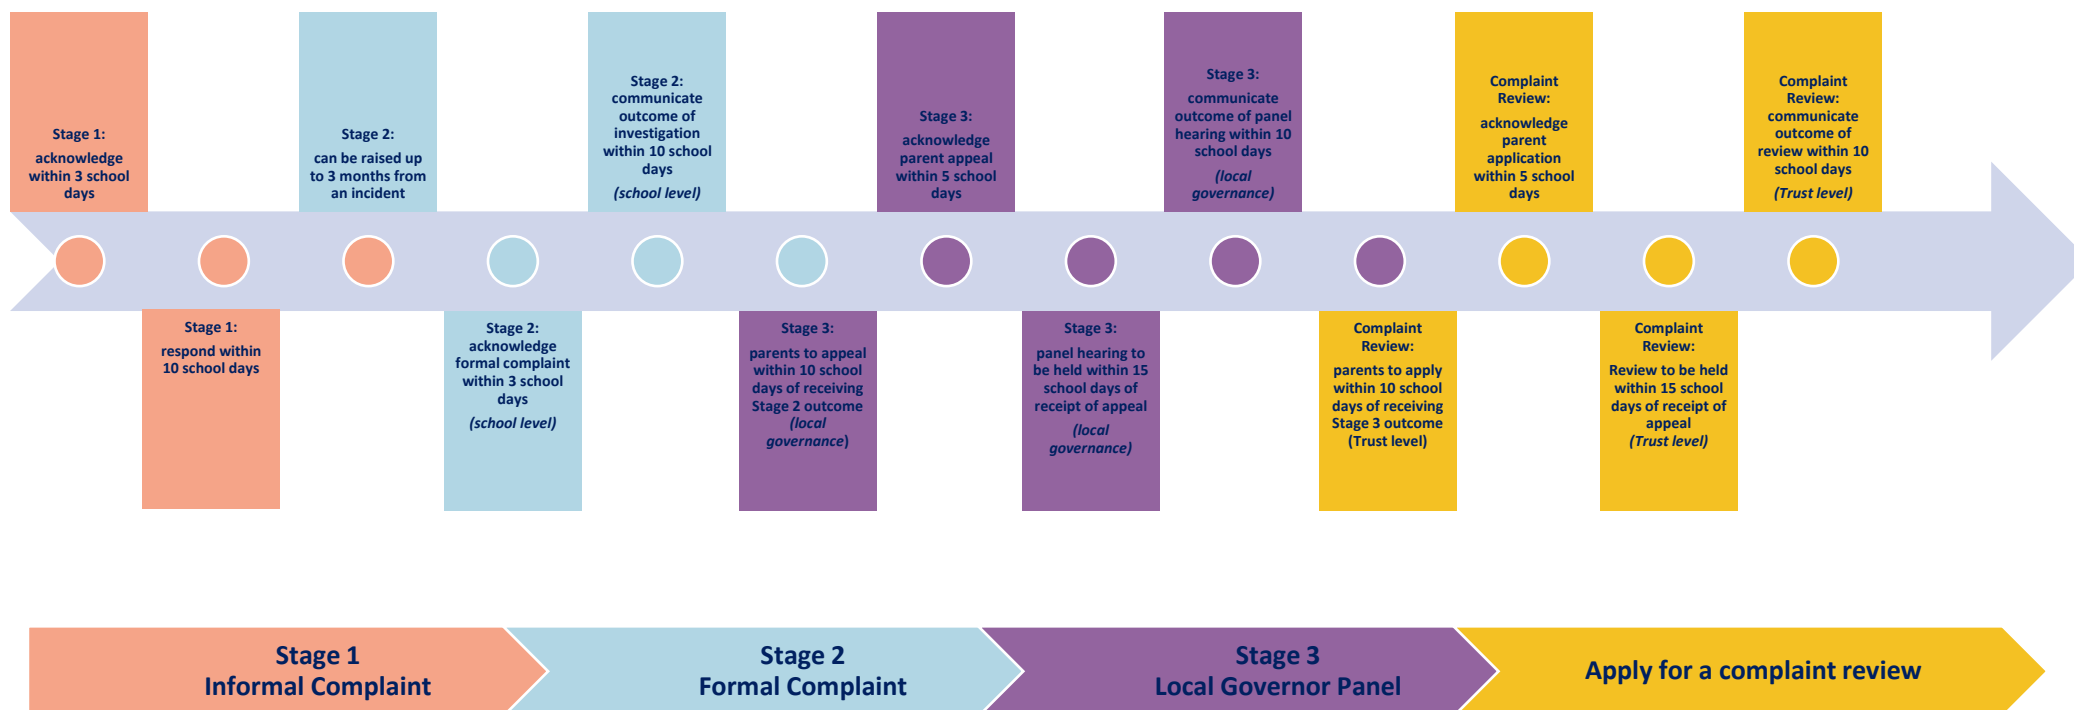 Stage 1:
acknowledge
within 3 school
days
Stage 1:
respond within
10 school days
Stage 2:
can be raised up
to 3 months from
an incident
Stage 2:
acknowledge
formal complaint
within 3 school
days
(school level)
Stage 2:
communicate
outcome of
investigation
within 10 school
days
(school level)
Stage 3:
parents to appeal
within 10 school
days of receiving
Stage 2 outcome
(local
governance)
Stage 3:
acknowledge
parent appeal
within 5 school
days
Stage 3:
panel hearing to
be held within 15
school days of
receipt of appeal
(local
governance)
Stage 3:
communicate
outcome of panel
hearing within 10
school days
(local
governance)
Complaint
Review:
parents to apply
within 10 school
days of receiving
Stage 3 outcome
(Trust level)
Complaint
Review:
acknowledge
parent
application
within 5 school
days
Complaint
Review:
Review to be held
within 15 school
days of receipt of
appeal
(Trust level)
Complaint
Review:
communicate
outcome of
review within 10
school days
(Trust level)
Stage 1
Informal Complaint
Stage 2
Formal Complaint
Stage 3
Local Governor Panel
Apply for a complaint review